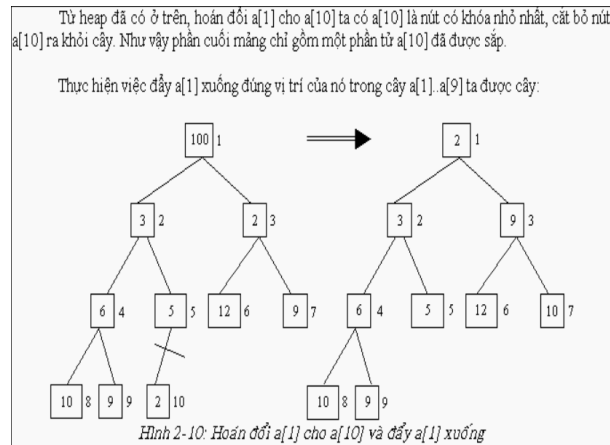 Từ heap đã có ở trên, hoán đổi a[1] cho a[10] ta có a[10] là nút có khóa nhỏ nhất, cắt bỏ nút
a[10] ra khỏi cây. Như vậy phần cuối mảng chỉ gồm một phần tử a[10] đã được sắp.
Thực hiện việc đẩy a[1] xuống đúng vị trí của nó trong cây a[1]..a[9] ta được cây:
100 1 2 1
3 2 2 3 3 2 9 3
6 4 5 5 12 6 9 7 6 4 5 5 12 6 10 7
10 8 9 9 2 10 10 8 9 9
Hình 2-10: Hoán đổi a[1] cho a[10] và đẩy a[1] xuống